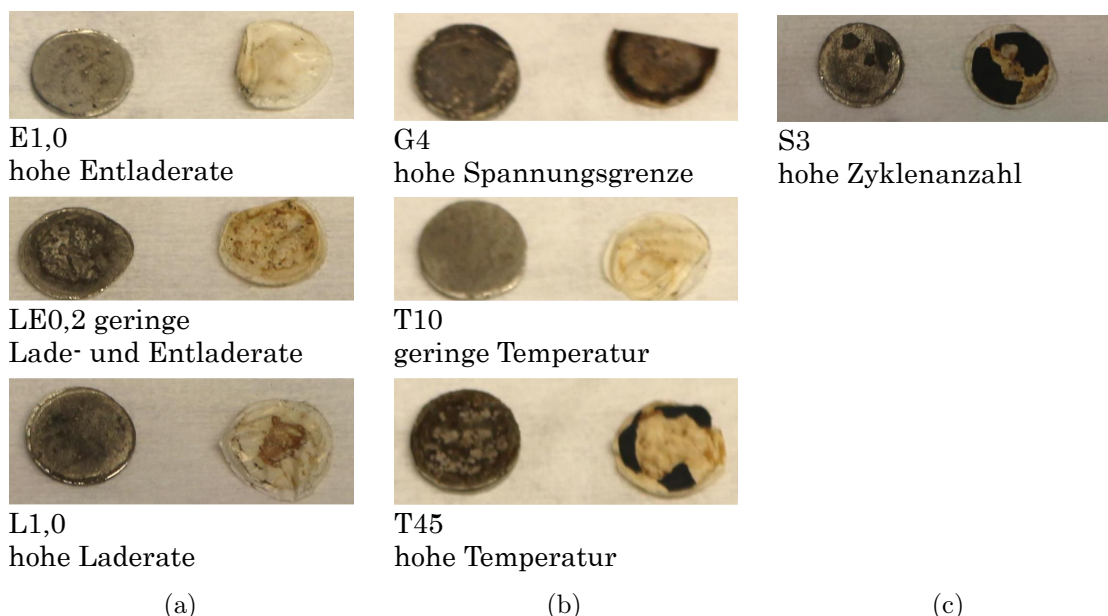 E1,0
hohe Entladerate
LE0,2 geringe
Lade- und Entladerate
L1,0
hohe Laderate
(a)
G4
hohe Spannungsgrenze
T10
geringe Temperatur
T45
hohe Temperatur
(b)
S3
hohe Zyklenanzahl
(c)